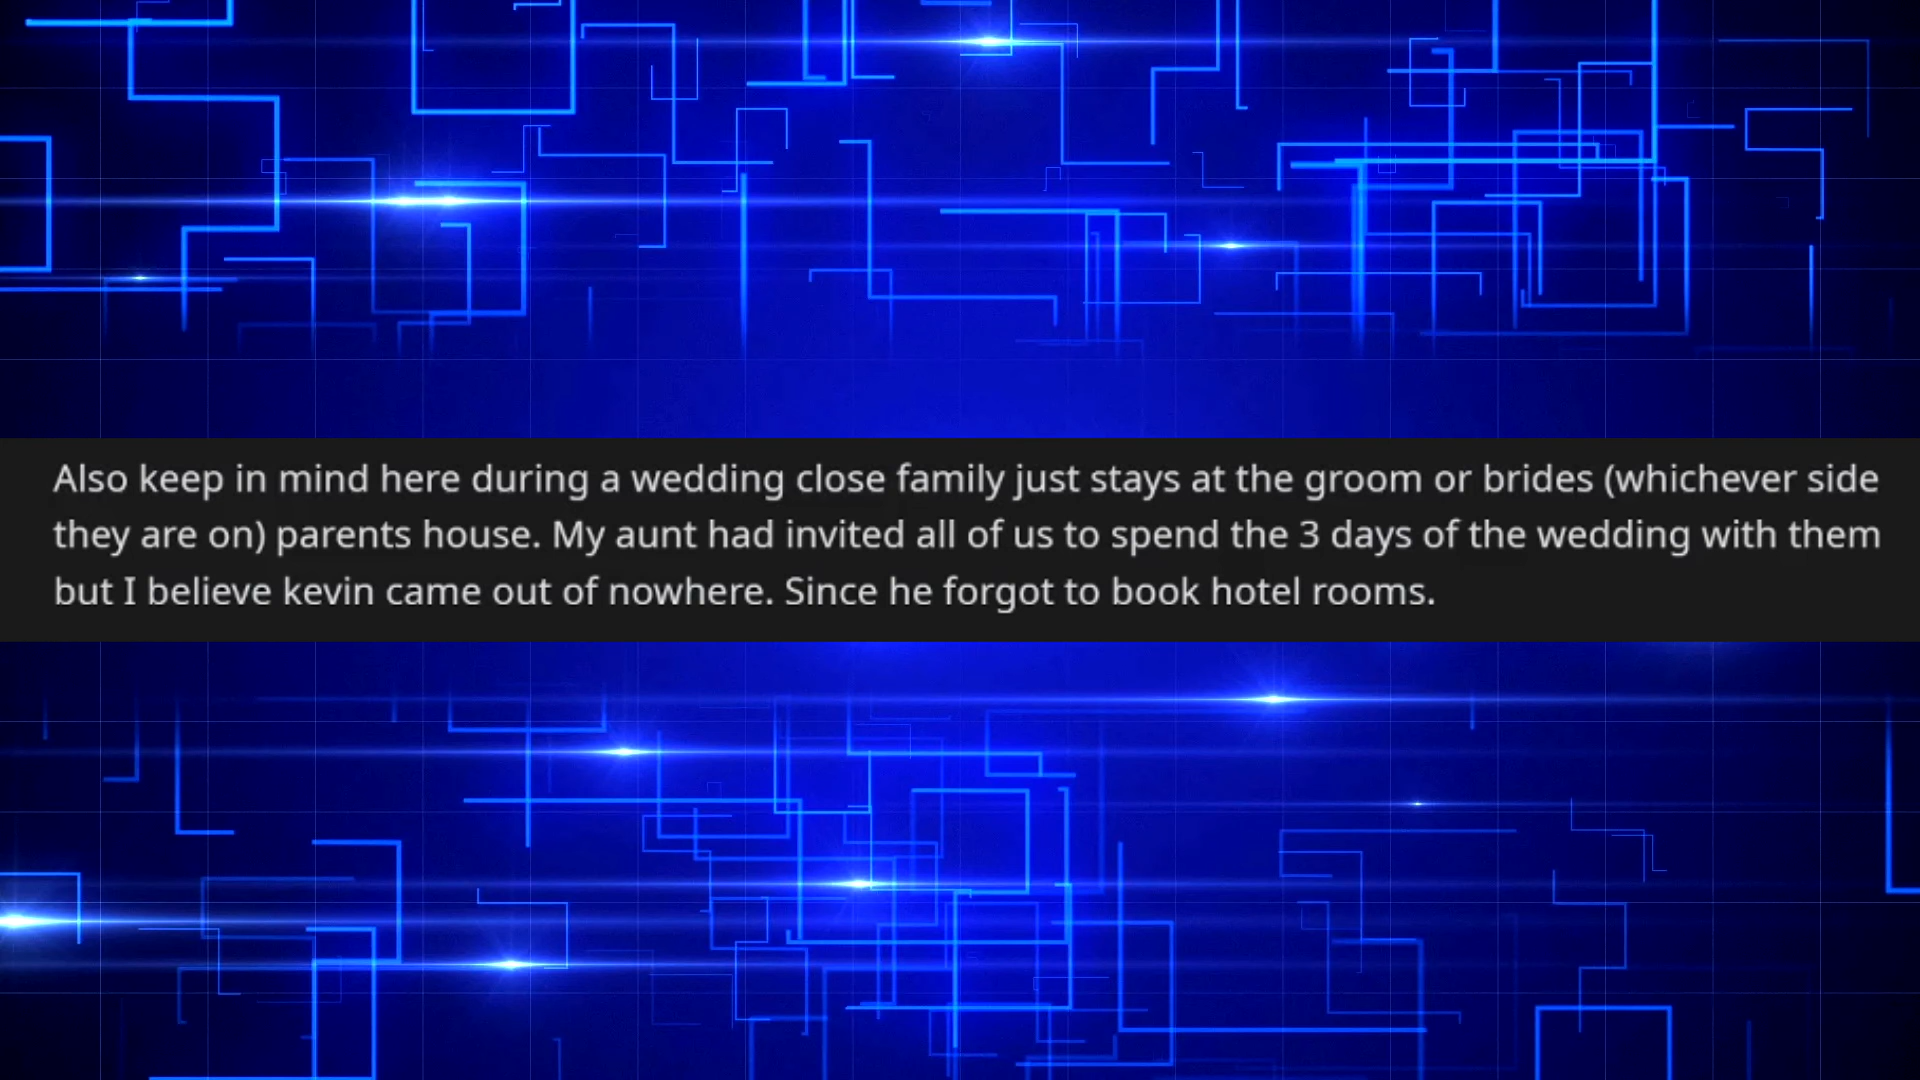 Also keep in mind here during a wedding close family just stays at the groom or brides (whichever side
they are on) parents house. My aunt had invited all of us to spend the 3 days of the wedding with them
but I believe kevin came out of nowhere. Since he forgot to book hotel rooms.